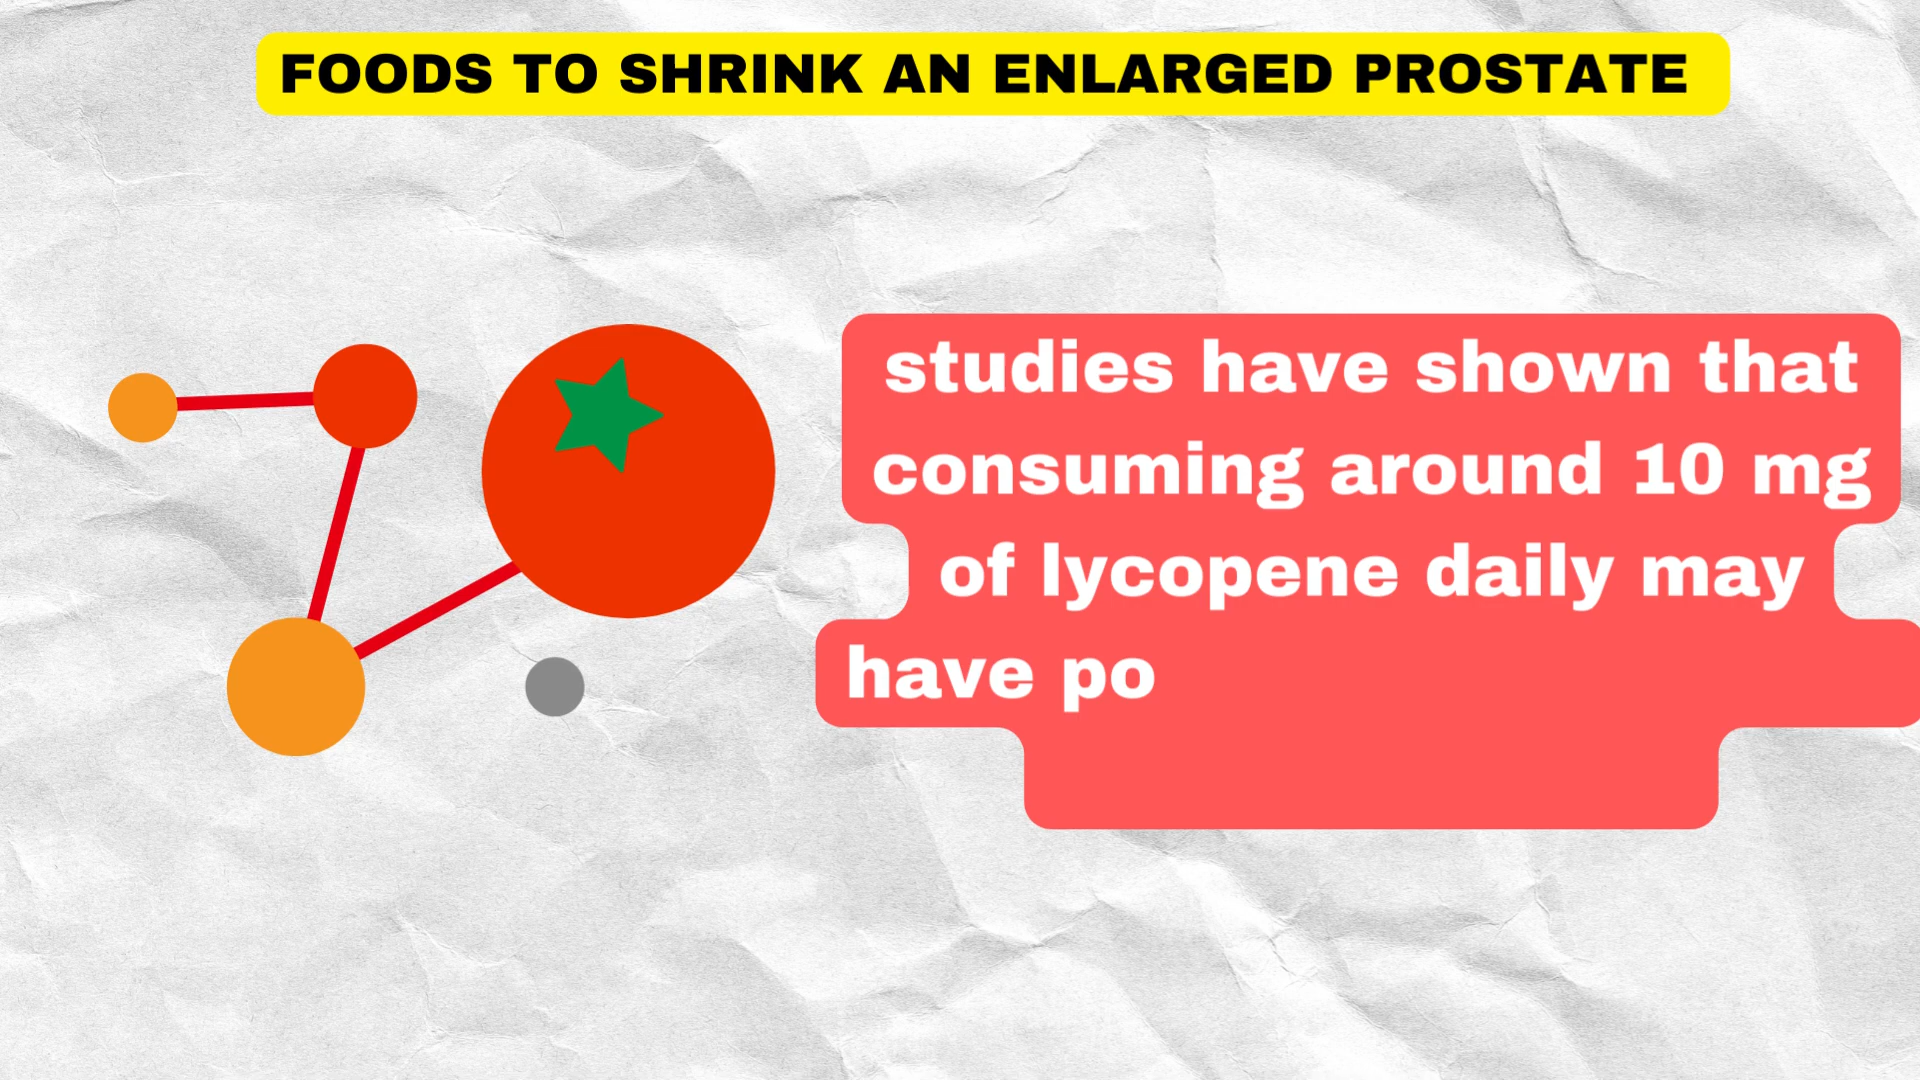 FOODS TO SHRINK AN ENLARGED PROSTATE
studies have shown that
consuming around 10 mg
of lycopene daily may
have po